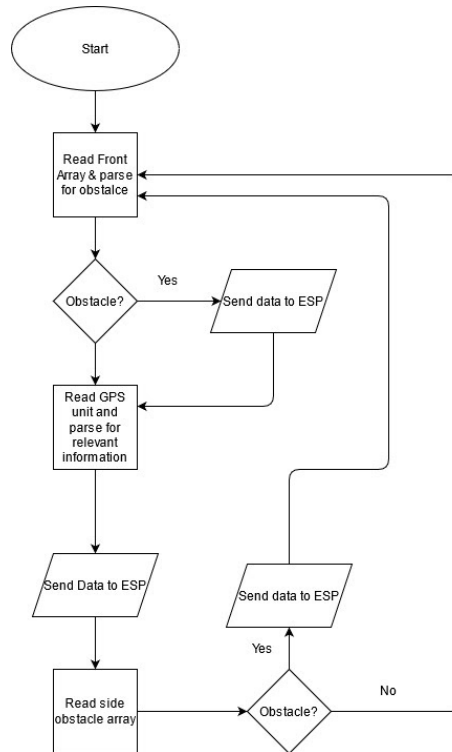 Start
Read Front
Array & parse
for obstalce
Yes
Obstacle?
Send data to ESP
Read GPS
unit and
parse for
relevant
information
Send Data to ESP
Send data to ESP
Yes
No
Read side
obstacle array
Obstacle?